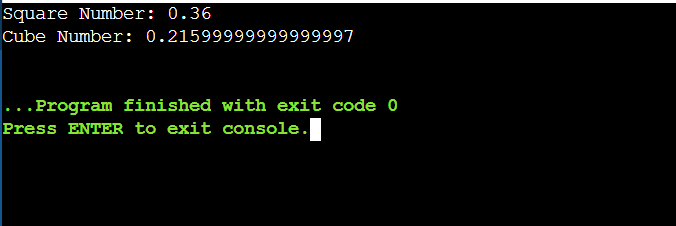 Square Number: 0.36
Cube Number: 0.21599999999999997
...Program finished with exit code 0
Press ENTER to exit console.